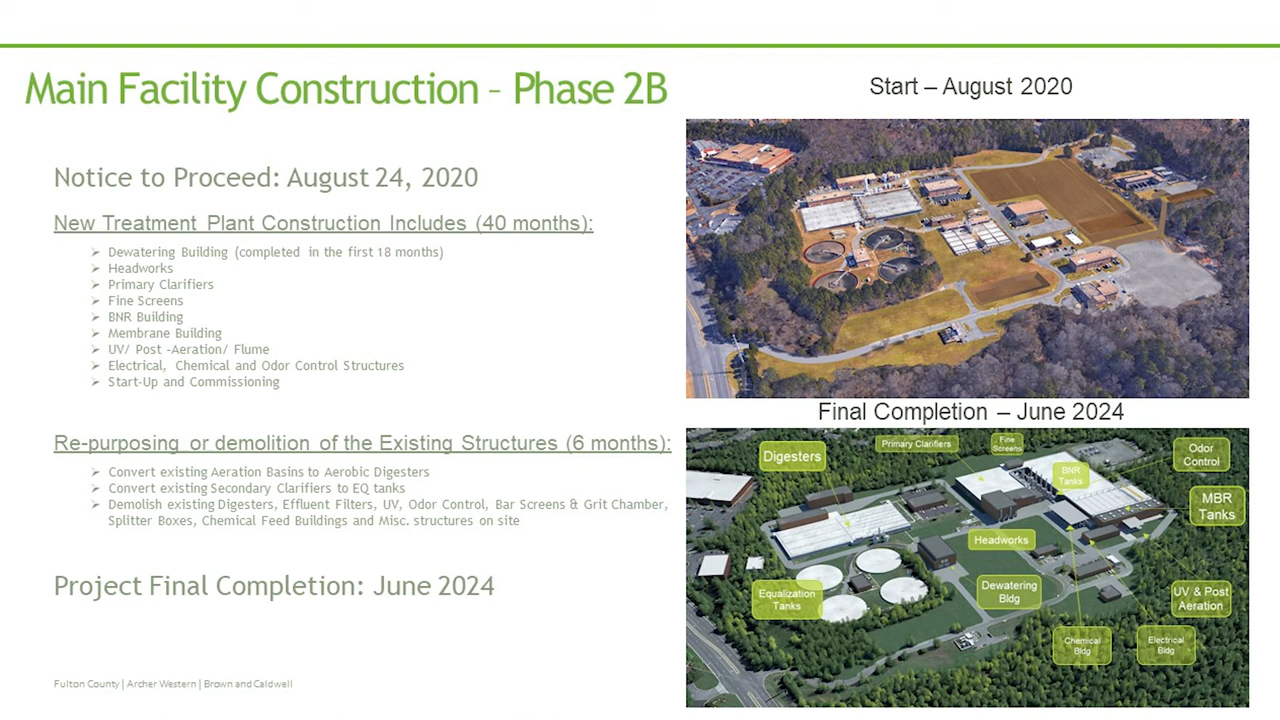 Main Facility Construction – Phase 2B
Notice to Proceed: August 24, 2020
New Treatment Plant Construction Includes (40 months):
➢ Dewatering Building (completed in the first 18 months)
➢ Headworks
➢ Primary Clarifiers
➢ Fine Screens
➢ BNR Building
➢ Membrane Building
➢ UV/ Post -Aeration/ Flume
➢ Electrical, Chemical and Odor Control Structures
➢ Start-Up and Commissioning
Re-purposing or demolition of the Existing Structures (6 months):
➢ Convert existing Aeration Basins to Aerobic Digesters
➢ Convert existing Secondary Clarifiers to EQ tanks
➢ Demolish existing Digesters, Effluent Filters, UV, Odor Control, Bar Screens & Grit Chamber,
Splitter Boxes, Chemical Feed Buildings and Misc. structures on site
Project Final Completion: June 2024
Fulton County | Archer Western | Brown and Caldwell
Start – August 2020
Final Completion – June 2024
Digesters
Primary Clarifiers
Fine
Screens
Odor
Control
BNR
Tanks
MBR
Tanks
Headworks
Equalization
Tanks
Dewatering
Bldg
UV & Post
Aeration
Chemical
Bldg
Electrical
Bldg